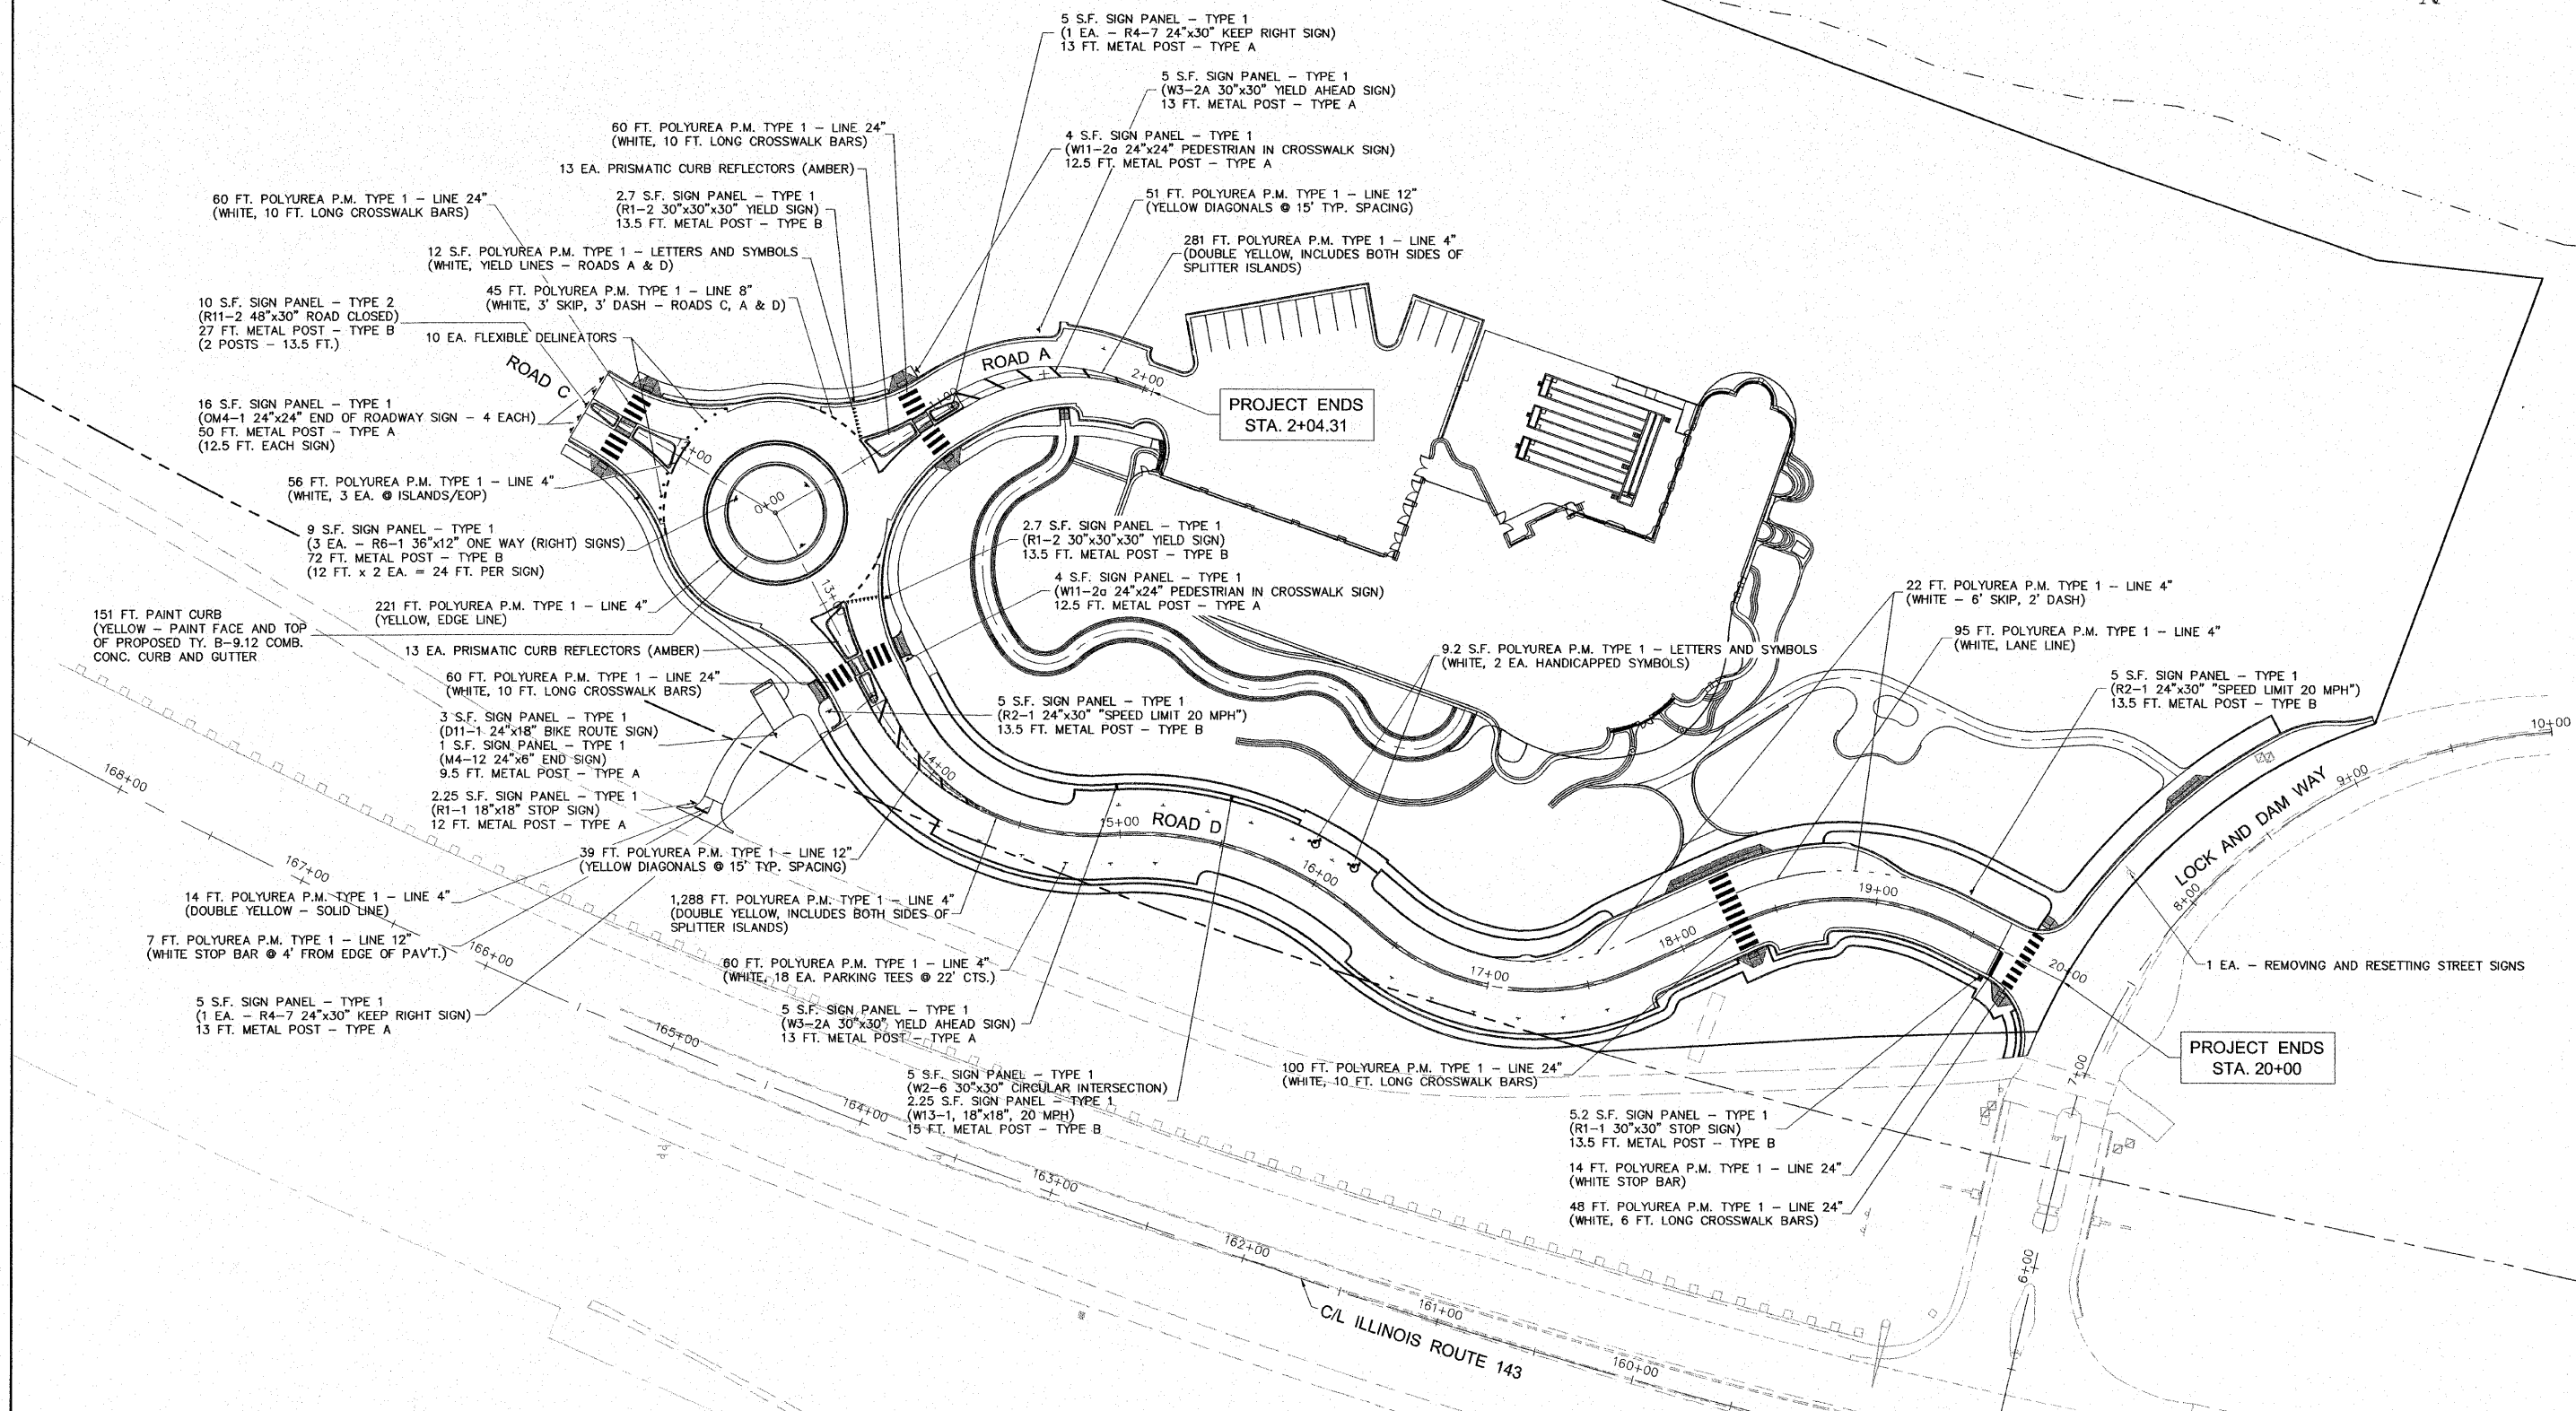 5 S.F. SIGN PANEL – TYPE 1
(1 EA. – R4-7 24"x30" KEEP RIGHT SIGN)
13 FT. METAL POST – TYPE A
5 S.F. SIGN PANEL – TYPE 1
(W3-2A 30"x30" YIELD AHEAD SIGN)
13 FT. METAL POST – TYPE A
60 FT. POLYUREA P.M. TYPE 1 – LINE 24"
(WHITE, 10 FT. LONG CROSSWALK BARS)
4 S.F. SIGN PANEL – TYPE 1
(W11-2a 24"x24" PEDESTRIAN IN CROSSWALK SIGN)
12.5 FT. METAL POST – TYPE A
13 EA. PRISMATIC CURB REFLECTORS (AMBER)
60 FT. POLYUREA P.M. TYPE 1 – LINE 24"
(WHITE, 10 FT. LONG CROSSWALK BARS)
2.7 S.F. SIGN PANEL – TYPE 1
(R1-2 30"x30"x30" YIELD SIGN)
13.5 FT. METAL POST – TYPE B
51 FT. POLYUREA P.M. TYPE 1 – LINE 12"
(YELLOW DIAGONALS @ 15' TYP. SPACING)
12 S.F. POLYUREA P.M. TYPE 1 – LETTERS AND SYMBOLS
(WHITE, YIELD LINES – ROADS A & D)
281 FT. POLYUREA P.M. TYPE 1 – LINE 4"
(DOUBLE YELLOW, INCLUDES BOTH SIDES OF
SPLITTER ISLANDS)
45 FT. POLYUREA P.M. TYPE 1 – LINE 8"
(WHITE, 3' SKIP, 3' DASH – ROADS C, A & D)
10 S.F. SIGN PANEL – TYPE 2
(R11-2 48"x30" ROAD CLOSED)
27 FT. METAL POST – TYPE B
(2 POSTS – 13.5 FT.)
10 EA. FLEXIBLE DELINEATORS
ROAD C
ROAD A
2+00
1+00
PROJECT ENDS
STA. 2+04.31
16 S.F. SIGN PANEL – TYPE 1
(OM4-1 24"x24" END OF ROADWAY SIGN – 4 EACH)
50 FT. METAL POST – TYPE A
(12.5 FT. EACH SIGN)
1+00
0+00
56 FT. POLYUREA P.M. TYPE 1 – LINE 4"
(WHITE, 3 EA. @ ISLANDS/EOP)
9 S.F. SIGN PANEL – TYPE 1
(3 EA. – R6-1 36"x12" ONE WAY (RIGHT) SIGNS)
72 FT. METAL POST – TYPE B
(12 FT. x 2 EA. = 24 FT. PER SIGN)
2.7 S.F. SIGN PANEL – TYPE 1
(R1-2 30"x30"x30" YIELD SIGN)
13.5 FT. METAL POST – TYPE B
4 S.F. SIGN PANEL – TYPE 1
(W11-2a 24"x24" PEDESTRIAN IN CROSSWALK SIGN)
12.5 FT. METAL POST – TYPE A
221 FT. POLYUREA P.M. TYPE 1 – LINE 4"
(YELLOW, EDGE LINE)
151 FT. PAINT CURB
(YELLOW – PAINT FACE AND TOP
OF PROPOSED TY. B-9.12 COMB.
CONC. CURB AND GUTTER
13 EA. PRISMATIC CURB REFLECTORS (AMBER)
22 FT. POLYUREA P.M. TYPE 1 – LINE 4"
(WHITE – 6' SKIP, 2' DASH)
95 FT. POLYUREA P.M. TYPE 1 – LINE 4"
(WHITE, LANE LINE)
9.2 S.F. POLYUREA P.M. TYPE 1 – LETTERS AND SYMBOLS
(WHITE, 2 EA. HANDICAPPED SYMBOLS)
60 FT. POLYUREA P.M. TYPE 1 – LINE 24"
(WHITE, 10 FT. LONG CROSSWALK BARS)
5 S.F. SIGN PANEL – TYPE 1
(R2-1 24"x30" "SPEED LIMIT 20 MPH")
13.5 FT. METAL POST – TYPE B
5 S.F. SIGN PANEL – TYPE 1
(R2-1 24"x30" "SPEED LIMIT 20 MPH")
13.5 FT. METAL POST – TYPE B
3 S.F. SIGN PANEL – TYPE 1
(D11-1 24"x18" BIKE ROUTE SIGN)
1 S.F. SIGN PANEL – TYPE 1
(M4-12 24"x6" END SIGN)
9.5 FT. METAL POST – TYPE A
2.25 S.F. SIGN PANEL – TYPE 1
(R1-1 18"x18" STOP SIGN)
12 FT. METAL POST – TYPE A
14+00
15+00
ROAD D
16+00
17+00
18+00
19+00
20+00
LOCK AND DAM WAY
10+00
9+00
8+00
7+00
6+00
39 FT. POLYUREA P.M. TYPE 1 – LINE 12"
(YELLOW DIAGONALS @ 15' TYP. SPACING)
14 FT. POLYUREA P.M. TYPE 1 – LINE 4"
(DOUBLE YELLOW – SOLID LINE)
1,288 FT. POLYUREA P.M. TYPE 1 – LINE 4"
(DOUBLE YELLOW, INCLUDES BOTH SIDES OF
SPLITTER ISLANDS)
7 FT. POLYUREA P.M. TYPE 1 – LINE 12"
(WHITE STOP BAR @ 4' FROM EDGE OF PAV'T.)
60 FT. POLYUREA P.M. TYPE 1 – LINE 4"
(WHITE, 18 EA. PARKING TEES @ 22' CTS.)
1 EA. – REMOVING AND RESETTING STREET SIGNS
5 S.F. SIGN PANEL – TYPE 1
(1 EA. – R4-7 24"x30" KEEP RIGHT SIGN)
13 FT. METAL POST – TYPE A
5 S.F. SIGN PANEL – TYPE 1
(W3-2A 30"x30" YIELD AHEAD SIGN)
13 FT. METAL POST – TYPE A
PROJECT ENDS
STA. 20+00
5 S.F. SIGN PANEL – TYPE 1
(W2-6 30"x30" CIRCULAR INTERSECTION)
2.25 S.F. SIGN PANEL – TYPE 1
(W13-1, 18"x18", 20 MPH)
15 FT. METAL POST – TYPE B
100 FT. POLYUREA P.M. TYPE 1 – LINE 24"
(WHITE, 10 FT. LONG CROSSWALK BARS)
5.2 S.F. SIGN PANEL – TYPE 1
(R1-1 30"x30" STOP SIGN)
13.5 FT. METAL POST – TYPE B
14 FT. POLYUREA P.M. TYPE 1 – LINE 24"
(WHITE STOP BAR)
48 FT. POLYUREA P.M. TYPE 1 – LINE 24"
(WHITE, 6 FT. LONG CROSSWALK BARS)
168+00
167+00
166+00
165+00
164+00
163+00
162+00
161+00
160+00
C/L ILLINOIS ROUTE 143